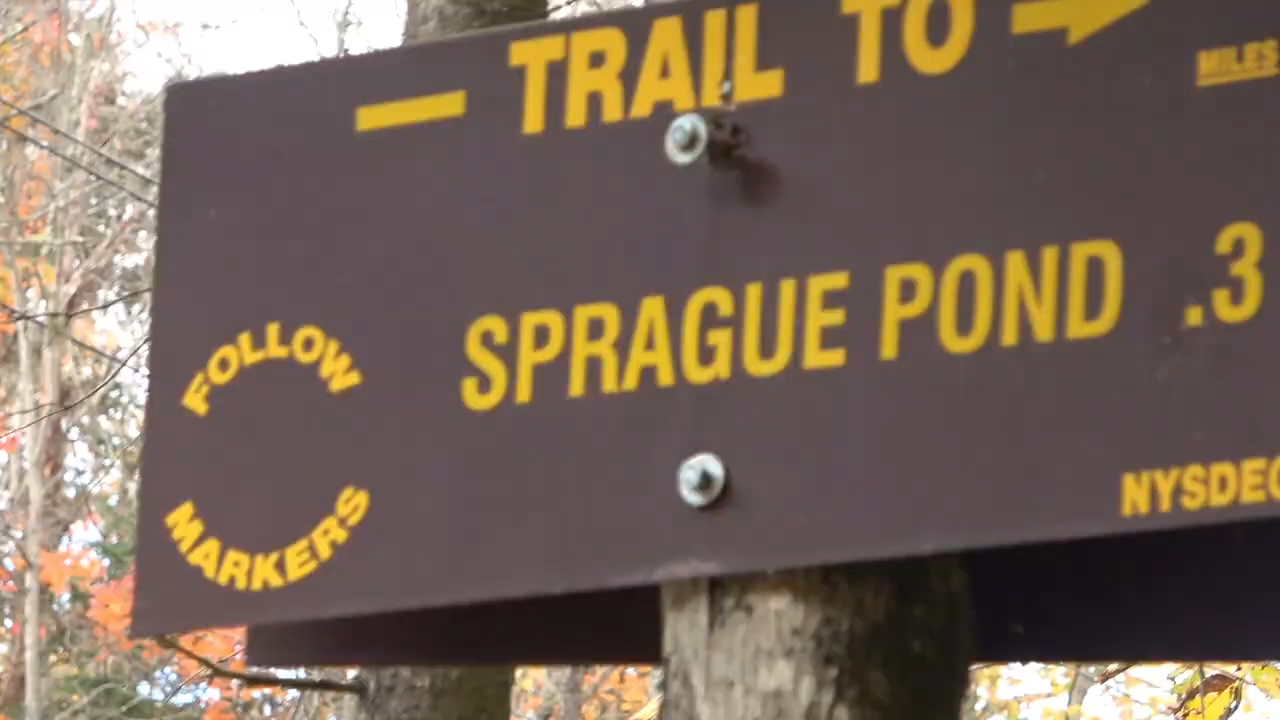 TRAIL TO
MILES
SPRAGUE POND .3
FOLLOW
MARKERS
NYSDEC